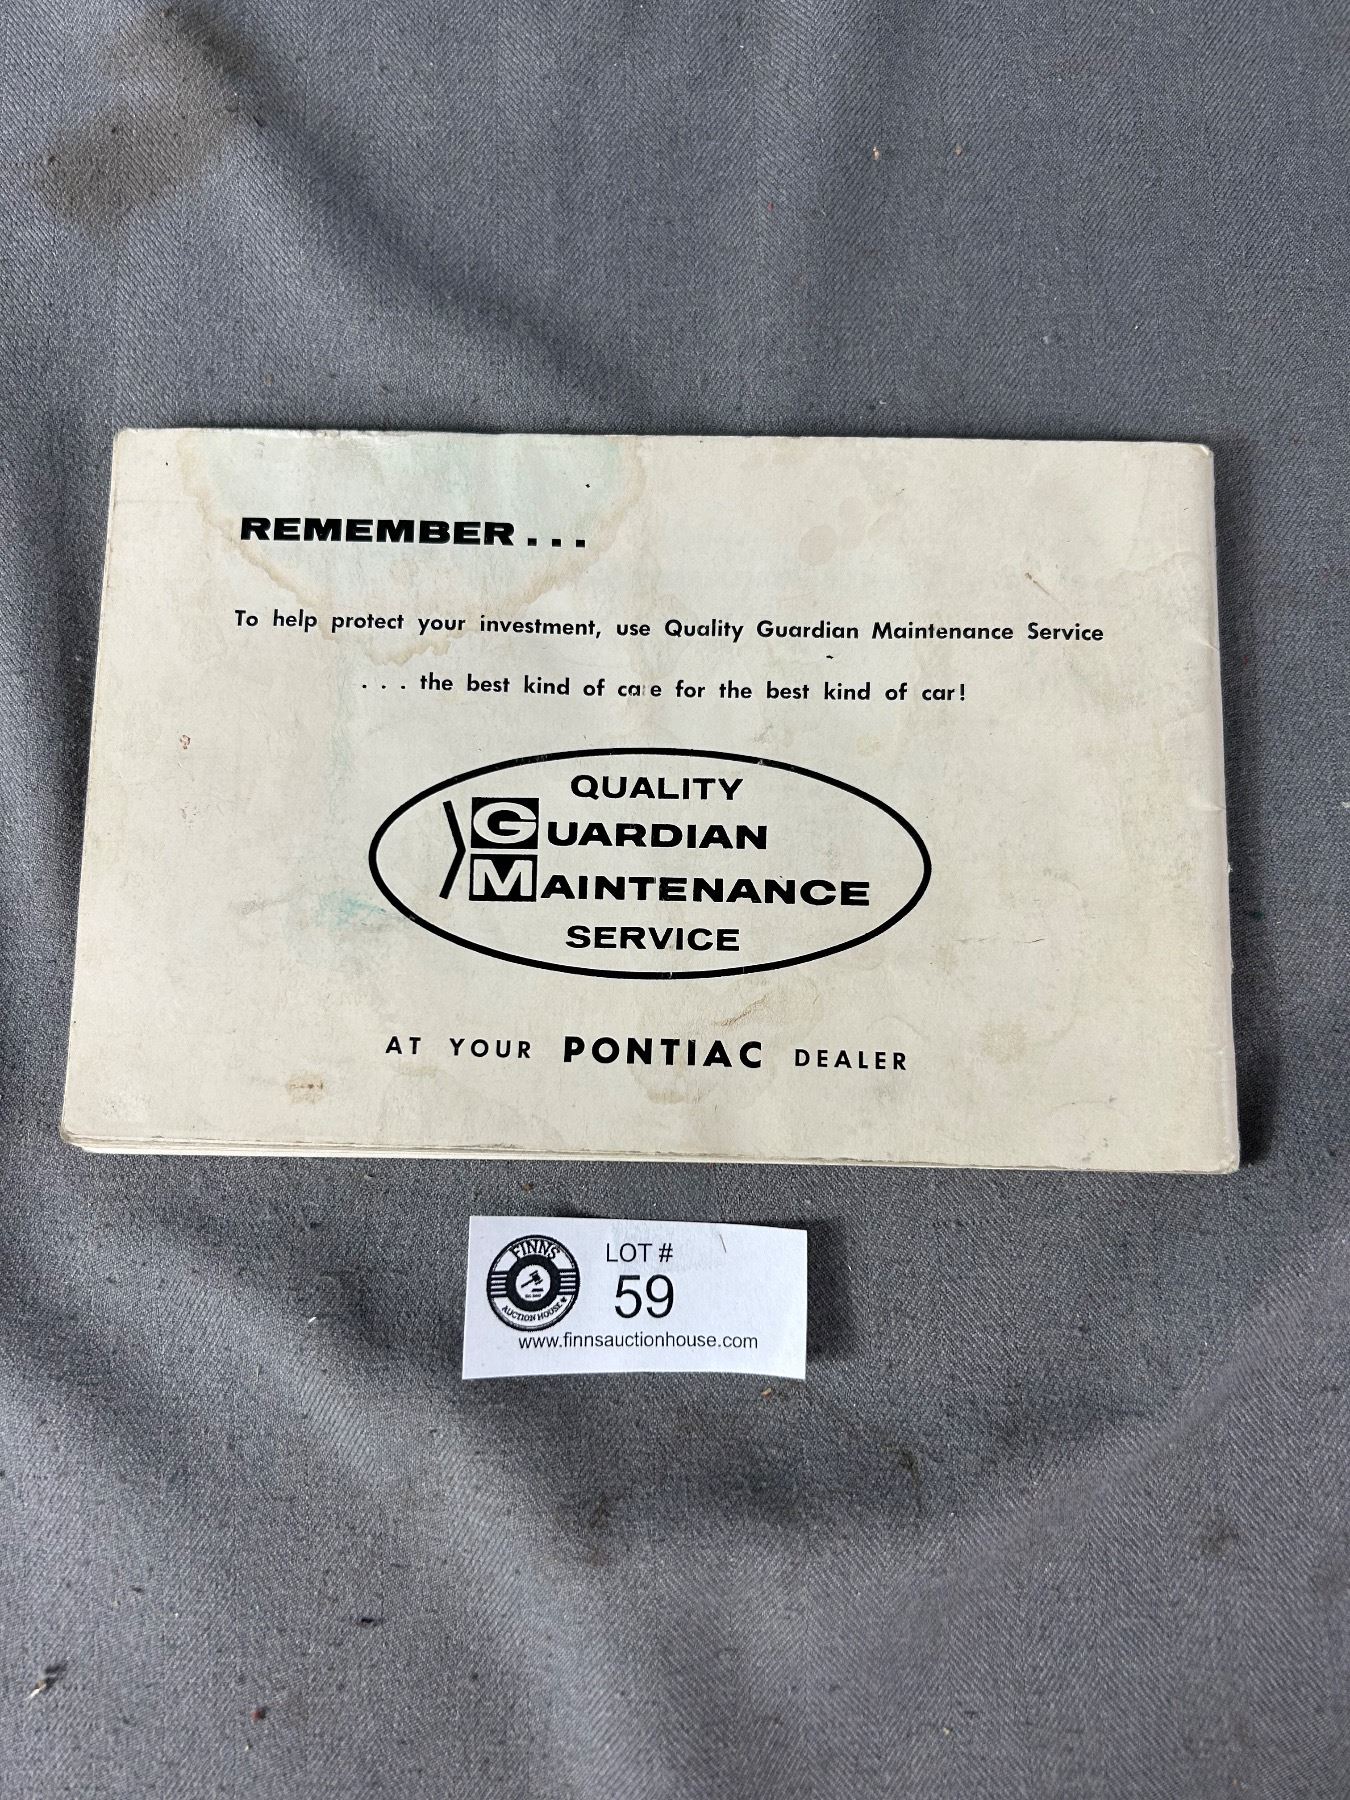 REMEMBER...
To help protect your investment, use Quality Guardian Maintenance Service
...the best kind of care for the best kind of car!
QUALITY
GUARDIAN
MAINTENANCE
SERVICE
AT YOUR PONTIAC DEALER
FINNS
AUCTION HOUSE
LOT #
59
www.finnsauctionhouse.com